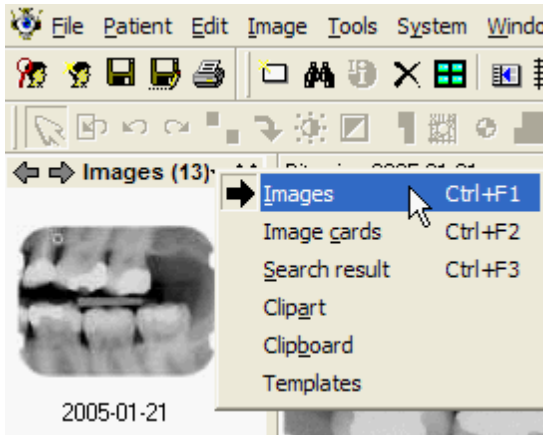 File Patient Edit Image Tools System Windo
Images (13)
Images Ctrl+F1
Image cards Ctrl+F2
Search result Ctrl+F3
Clipart
Clipboard
Templates
2005-01-21